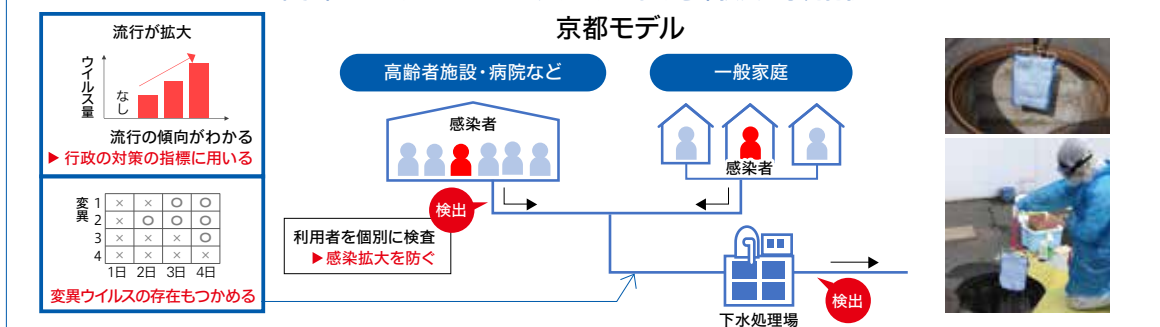 京都モデル
流行が拡大
ウイルス量
なし
流行の傾向がわかる
▶行政の対策の指標に用いる
変異
1 × × ○ ○
2 × ○ ○ ○
3 × × × ○
4 × × × ×
1日 2日 3日 4日
変異ウイルスの存在もつかめる
高齢者施設・病院など
感染者
検出
利用者を個別に検査
▶感染拡大を防ぐ
一般家庭
感染者
下水処理場
検出